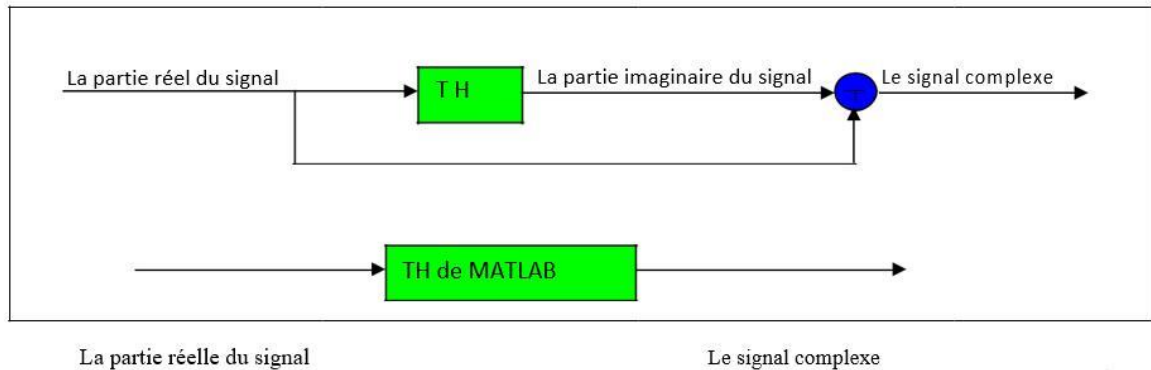 La partie réel du signal
T H
La partie imaginaire du signal
+
Le signal complexe
TH de MATLAB
La partie réelle du signal
Le signal complexe